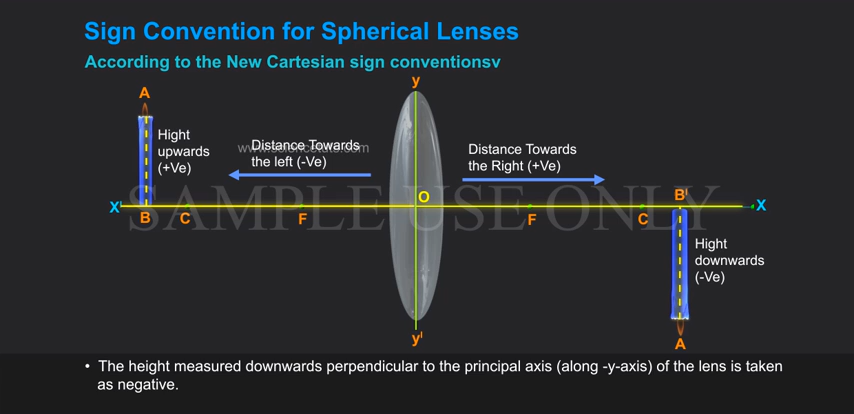 Sign Convention for Spherical Lenses
According to the New Cartesian sign conventionsv
y
A
Hight
upwards
(+Ve)
Distance Towards
the left (-Ve)
Distance Towards
the Right (+Ve)
SAMPLE USE ONLY
X'
B
C
F
O
F
C
B'
X
Hight
downwards
(-Ve)
y'
A
• The height measured downwards perpendicular to the principal axis (along -y-axis) of the lens is taken
as negative.